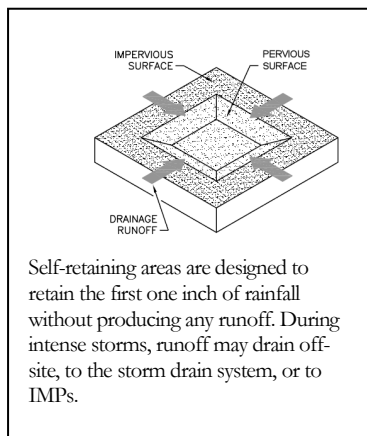 IMPERVIOUS
SURFACE
PERVIOUS
SURFACE
DRAINAGE
RUNOFF
Self-retaining areas are designed to
retain the first one inch of rainfall
without producing any runoff. During
intense storms, runoff may drain off-
site, to the storm drain system, or to
IMPs.